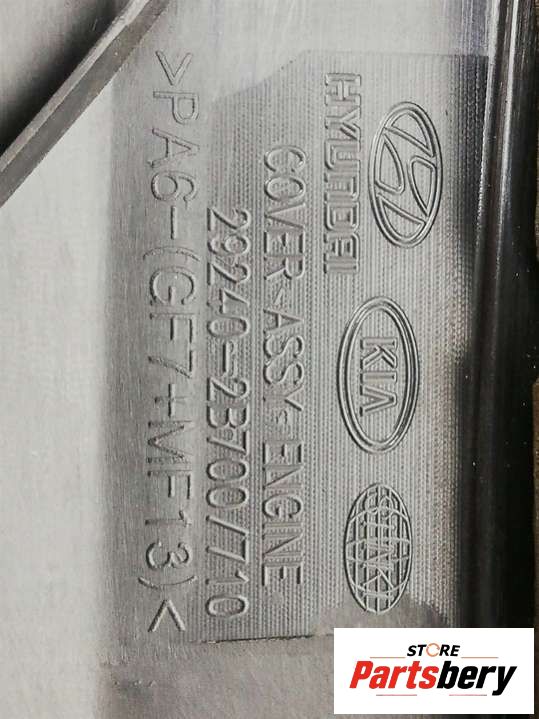 HYUNDAI KIA
COVER-ASSY-ENGINE
29240-2B700/710
>PA6-(GF7+MF13)<
STORE
Partsbery